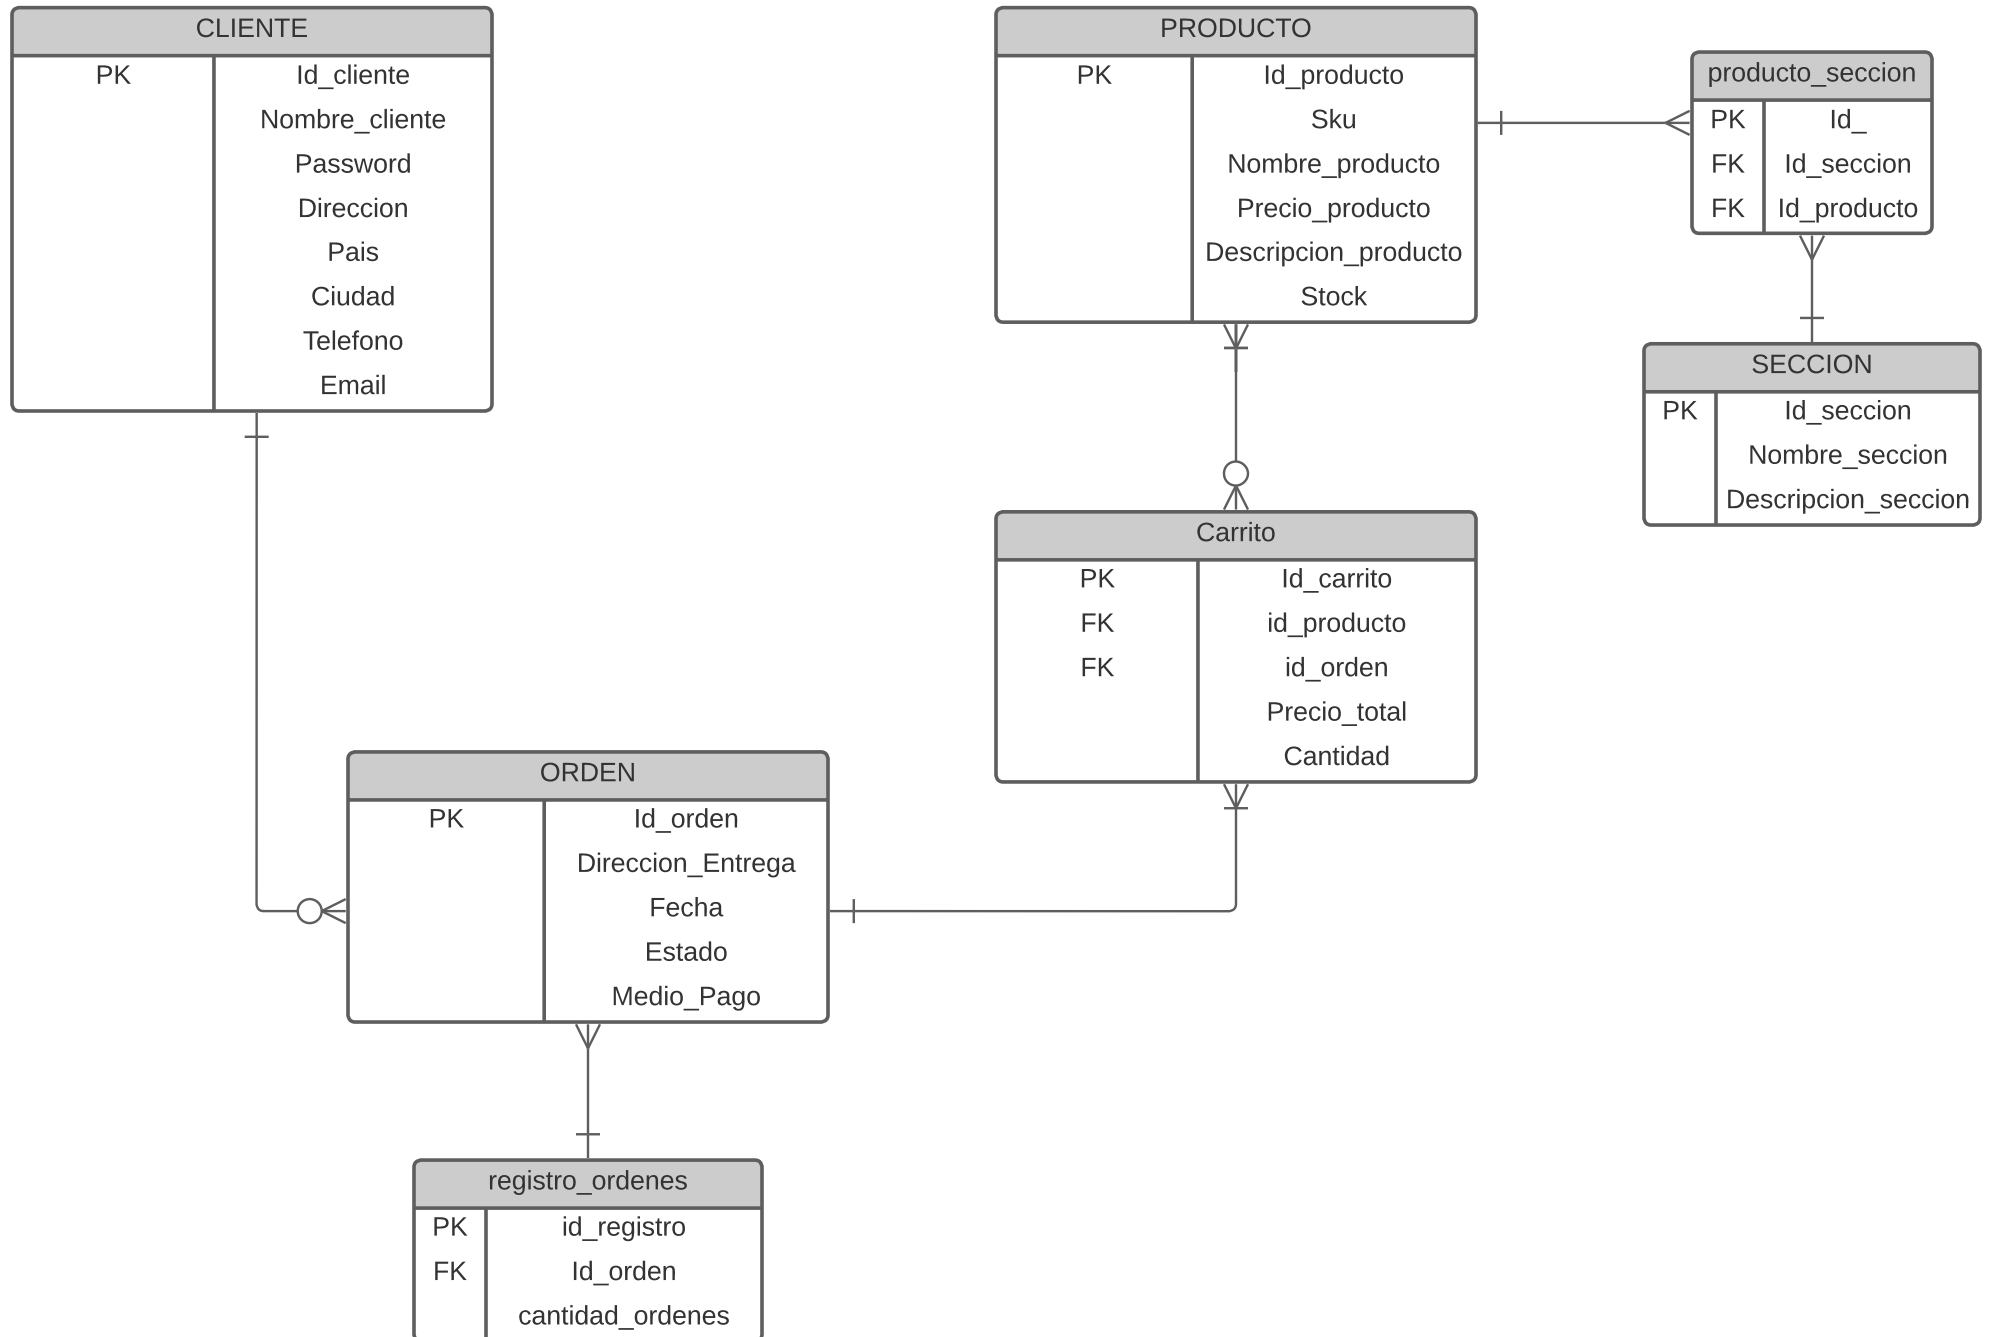 CLIENTE
PK Id_cliente
Nombre_cliente
Password
Direccion
Pais
Ciudad
Telefono
Email
PRODUCTO
PK Id_producto
Sku
Nombre_producto
Precio_producto
Descripcion_producto
Stock
producto_seccion
PK Id_
FK Id_seccion
FK Id_producto
SECCION
PK Id_seccion
Nombre_seccion
Descripcion_seccion
Carrito
PK Id_carrito
FK id_producto
FK id_orden
Precio_total
Cantidad
ORDEN
PK Id_orden
Direccion_Entrega
Fecha
Estado
Medio_Pago
registro_ordenes
PK id_registro
FK Id_orden
cantidad_ordenes